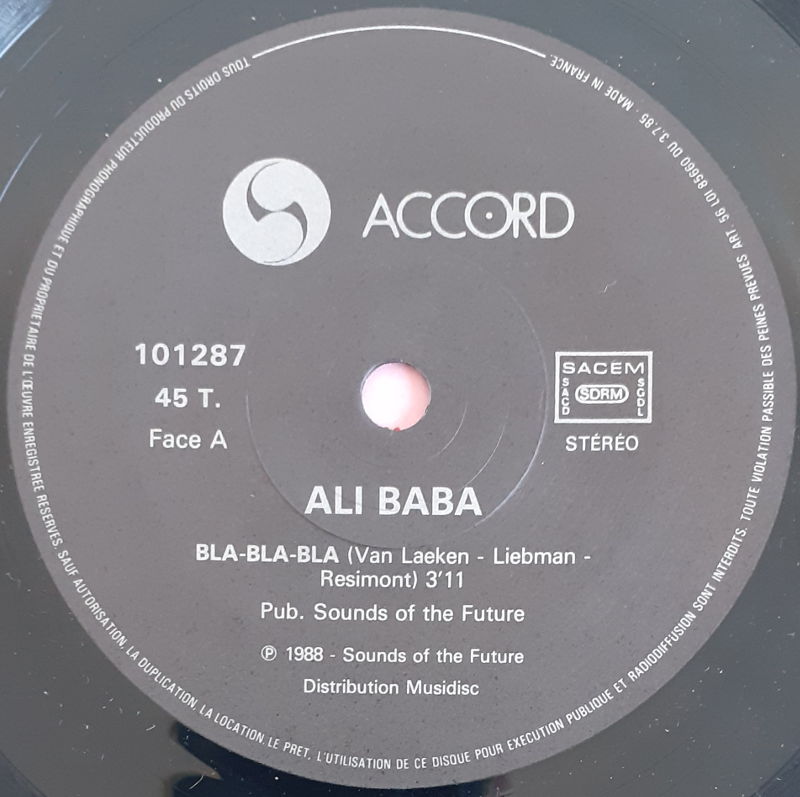 TOUS DROITS DU PRODUCTEUR PHONOGRAPHIQUE ET DU PROPRIETAIRE DE L'ŒUVRE ENREGISTREE RESERVES. SAUF AUTORISATION, LA DUPLICATION, LA LOCATION, LE PRET, L'UTILISATION DE CE DISQUE POUR EXECUTION PUBLIQUE ET RADIODIFFUSION SONT INTERDITS. TOUTE VIOLATION PASSIBLE DES PEINES PREVUES ART. 56 LOI 85660 DU 3.7.85 · MADE IN FRANCE.
ACCORD
101287
45 T.
Face A
SACEM
SACD
SDRM
SGDL
STÉRÉO
ALI BABA
BLA-BLA-BLA (Van Laeken - Liebman -
Resimont) 3'11
Pub. Sounds of the Future
℗ 1988 - Sounds of the Future
Distribution Musidisc